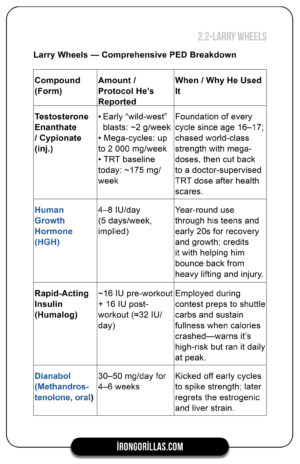 2.2-LARRY WHEELS
Larry Wheels — Comprehensive PED Breakdown
Compound
(Form)
Amount /
Protocol He's
Reported
When / Why He Used
It
Testosterone
Enanthate
/ Cypionate
(inj.)
• Early “wild-west”
blasts: ~2 g/week
• Mega-cycles: up
to 2 000 mg/week
• TRT baseline
today: ~175 mg/
week
Foundation of every
cycle since age 16–17;
chased world-class
strength with mega-
doses, then cut back
to a doctor-supervised
TRT dose after health
scares.
Human
Growth
Hormone
(HGH)
4–8 IU/day
(5 days/week,
implied)
Year-round use
through his teens and
early 20s for recovery
and growth; credits
it with helping him
bounce back from
heavy lifting and injury.
Rapid-Acting
Insulin
(Humalog)
~16 IU pre-workout
+ 16 IU post-
workout (≈32 IU/
day)
Employed during
contest preps to shuttle
carbs and sustain
fullness when calories
crashed—warns it's
high-risk but ran it daily
at peak.
Dianabol
(Methandros-
tenolone, oral)
30–50 mg/day for
4–6 weeks
Kicked off early cycles
to spike strength; later
regrets the estrogenic
and liver strain.
IRONGORILLAS.COM